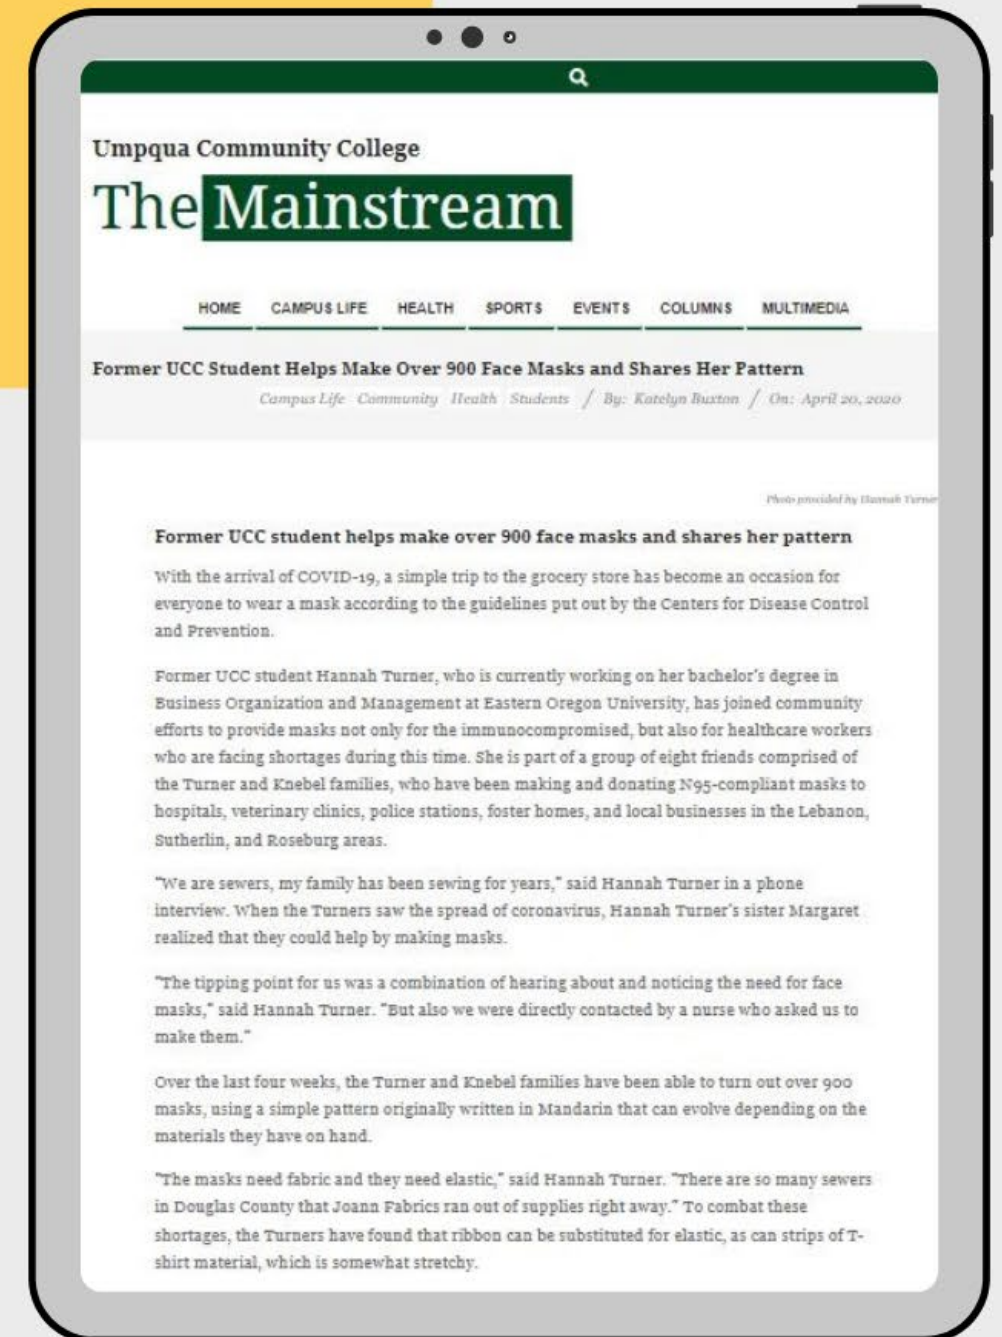 Umpqua Community College
The Mainstream
HOME CAMPUS LIFE HEALTH SPORTS EVENTS COLUMNS MULTIMEDIA
Former UCC Student Helps Make Over 900 Face Masks and Shares Her Pattern
Campus Life Community Health Students / By: Katelyn Buxton / On: April 20, 2020
Photo provided by Hannah Turner
Former UCC student helps make over 900 face masks and shares her pattern
With the arrival of COVID-19, a simple trip to the grocery store has become an occasion for
everyone to wear a mask according to the guidelines put out by the Centers for Disease Control
and Prevention.
Former UCC student Hannah Turner, who is currently working on her bachelor's degree in
Business Organization and Management at Eastern Oregon University, has joined community
efforts to provide masks not only for the immunocompromised, but also for healthcare workers
who are facing shortages during this time. She is part of a group of eight friends comprised of
the Turner and Knebel families, who have been making and donating N95-compliant masks to
hospitals, veterinary clinics, police stations, foster homes, and local businesses in the Lebanon,
Sutherlin, and Roseburg areas.
"We are sewers, my family has been sewing for years," said Hannah Turner in a phone
interview. When the Turners saw the spread of coronavirus, Hannah Turner's sister Margaret
realized that they could help by making masks.
"The tipping point for us was a combination of hearing about and noticing the need for face
masks," said Hannah Turner. "But also we were directly contacted by a nurse who asked us to
make them."
Over the last four weeks, the Turner and Knebel families have been able to turn out over 900
masks, using a simple pattern originally written in Mandarin that can evolve depending on the
materials they have on hand.
"The masks need fabric and they need elastic," said Hannah Turner. "There are so many sewers
in Douglas County that Joann Fabrics ran out of supplies right away." To combat these
shortages, the Turners have found that ribbon can be substituted for elastic, as can strips of T-
shirt material, which is somewhat stretchy.